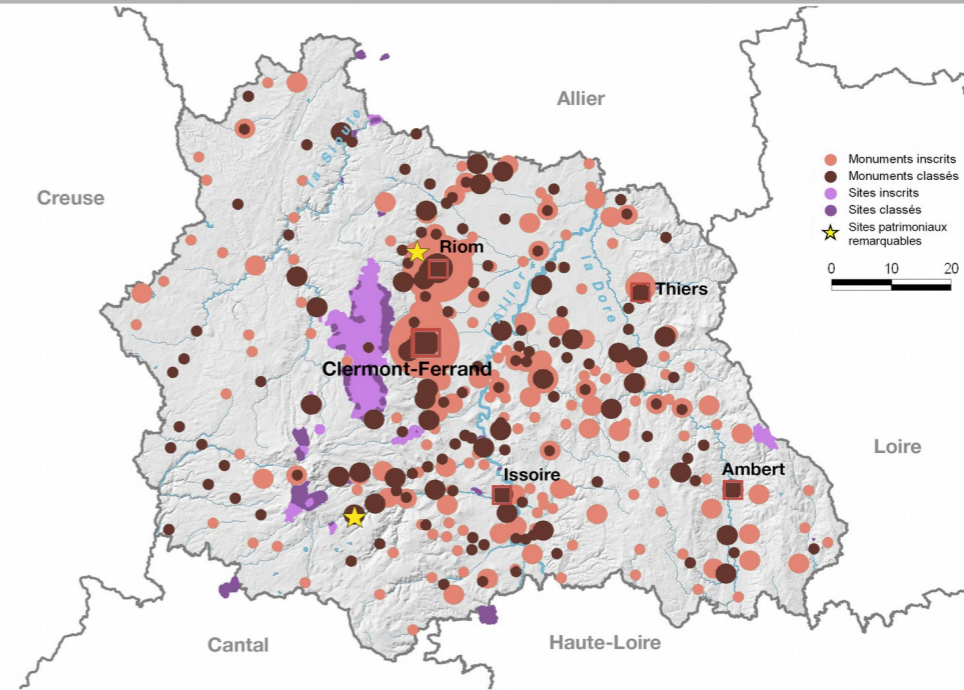 Allier
la Sioule
Creuse
Monuments inscrits
Monuments classés
Sites inscrits
Sites classés
Sites patrimoniaux
remarquables
0 10 20
Riom
l'Allier
la Dore
Thiers
Clermont-Ferrand
Loire
Issoire
Ambert
Cantal
Haute-Loire